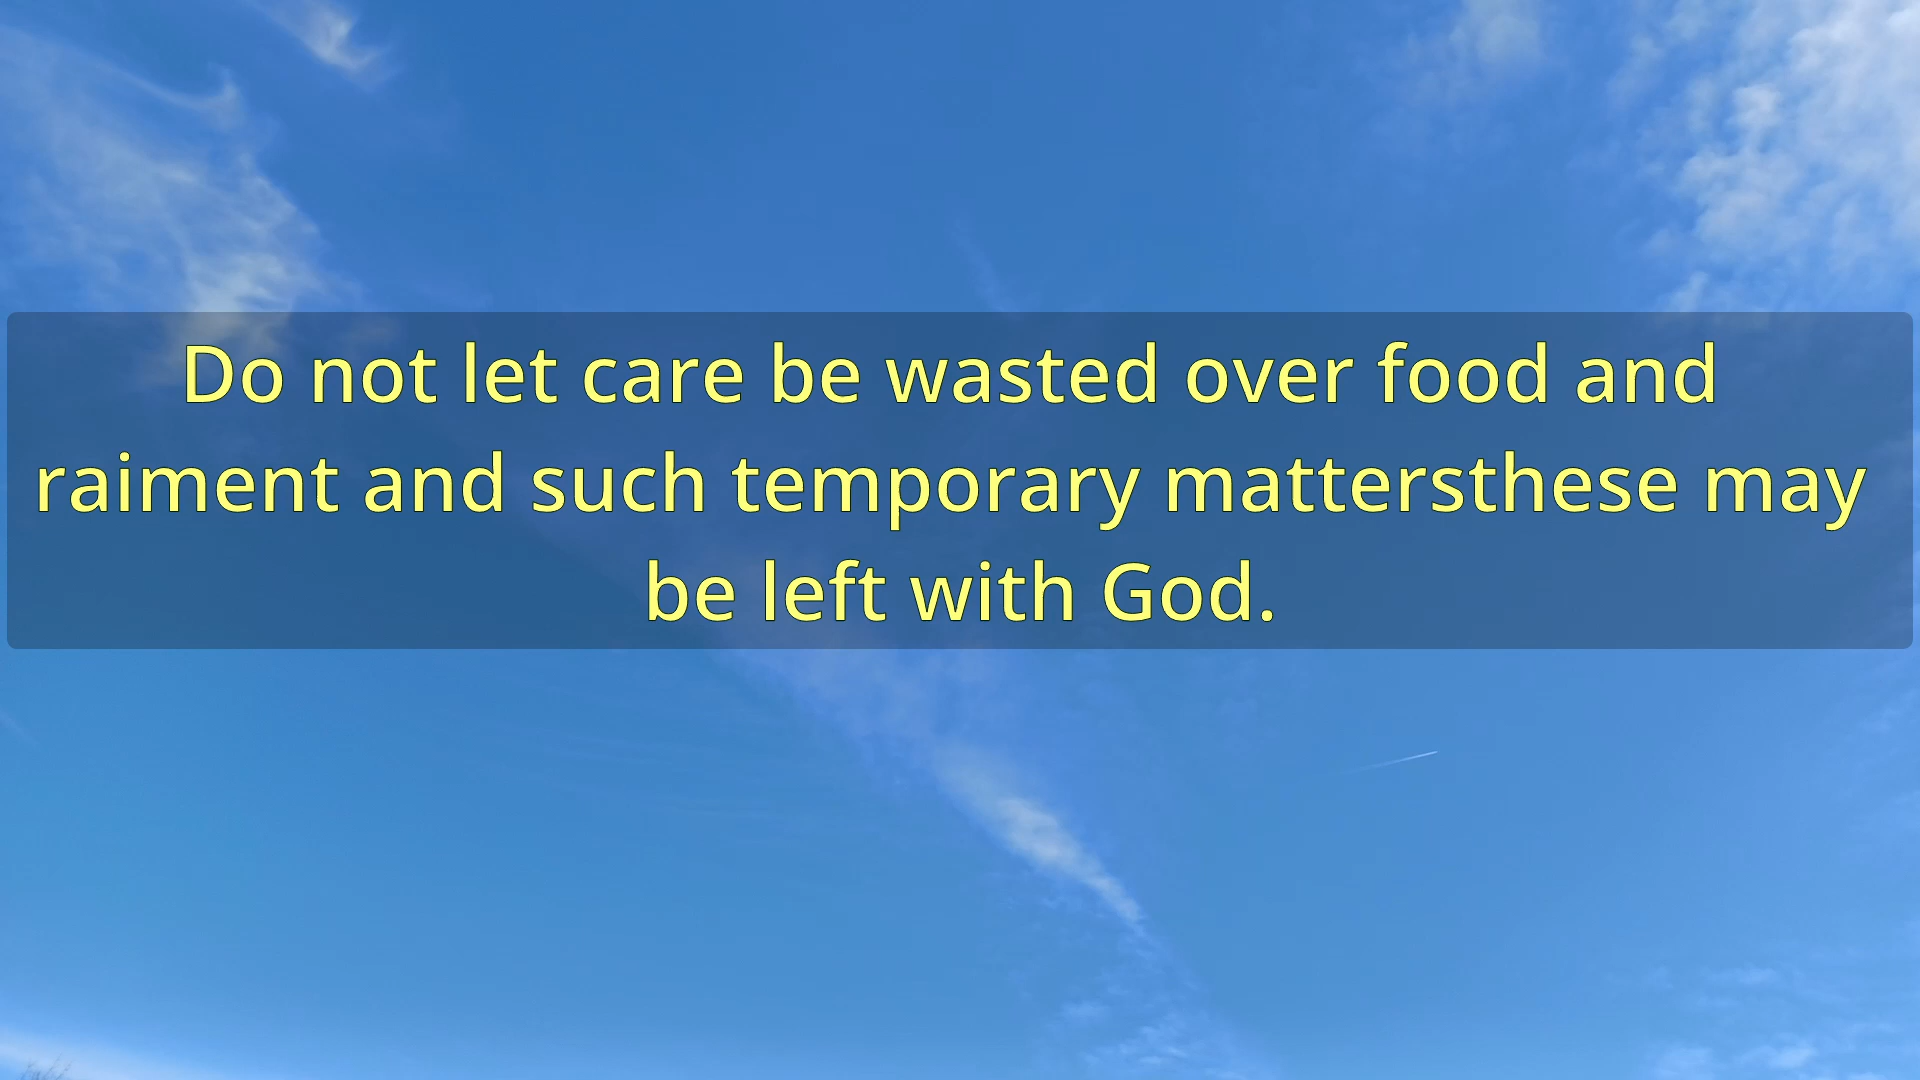 Do not let care be wasted over food and
raiment and such temporary mattersthese may
be left with God.